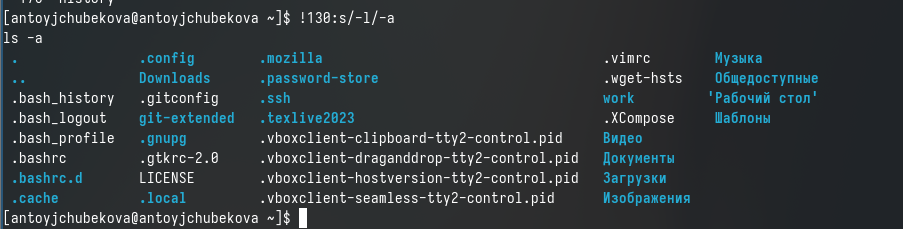 [antoyjchubekova@antoyjchubekova ~]$ !130:s/-l/-a
ls -a
. .config .mozilla .vimrc Музыка
.. Downloads .password-store .wget-hsts Общедоступные
.bash_history .gitconfig .ssh work 'Рабочий стол'
.bash_logout git-extended .texlive2023 .XCompose Шаблоны
.bash_profile .gnupg .vboxclient-clipboard-tty2-control.pid Видео
.bashrc .gtkrc-2.0 .vboxclient-draganddrop-tty2-control.pid Документы
.bashrc.d LICENSE .vboxclient-hostversion-tty2-control.pid Загрузки
.cache .local .vboxclient-seamless-tty2-control.pid Изображения
[antoyjchubekova@antoyjchubekova ~]$